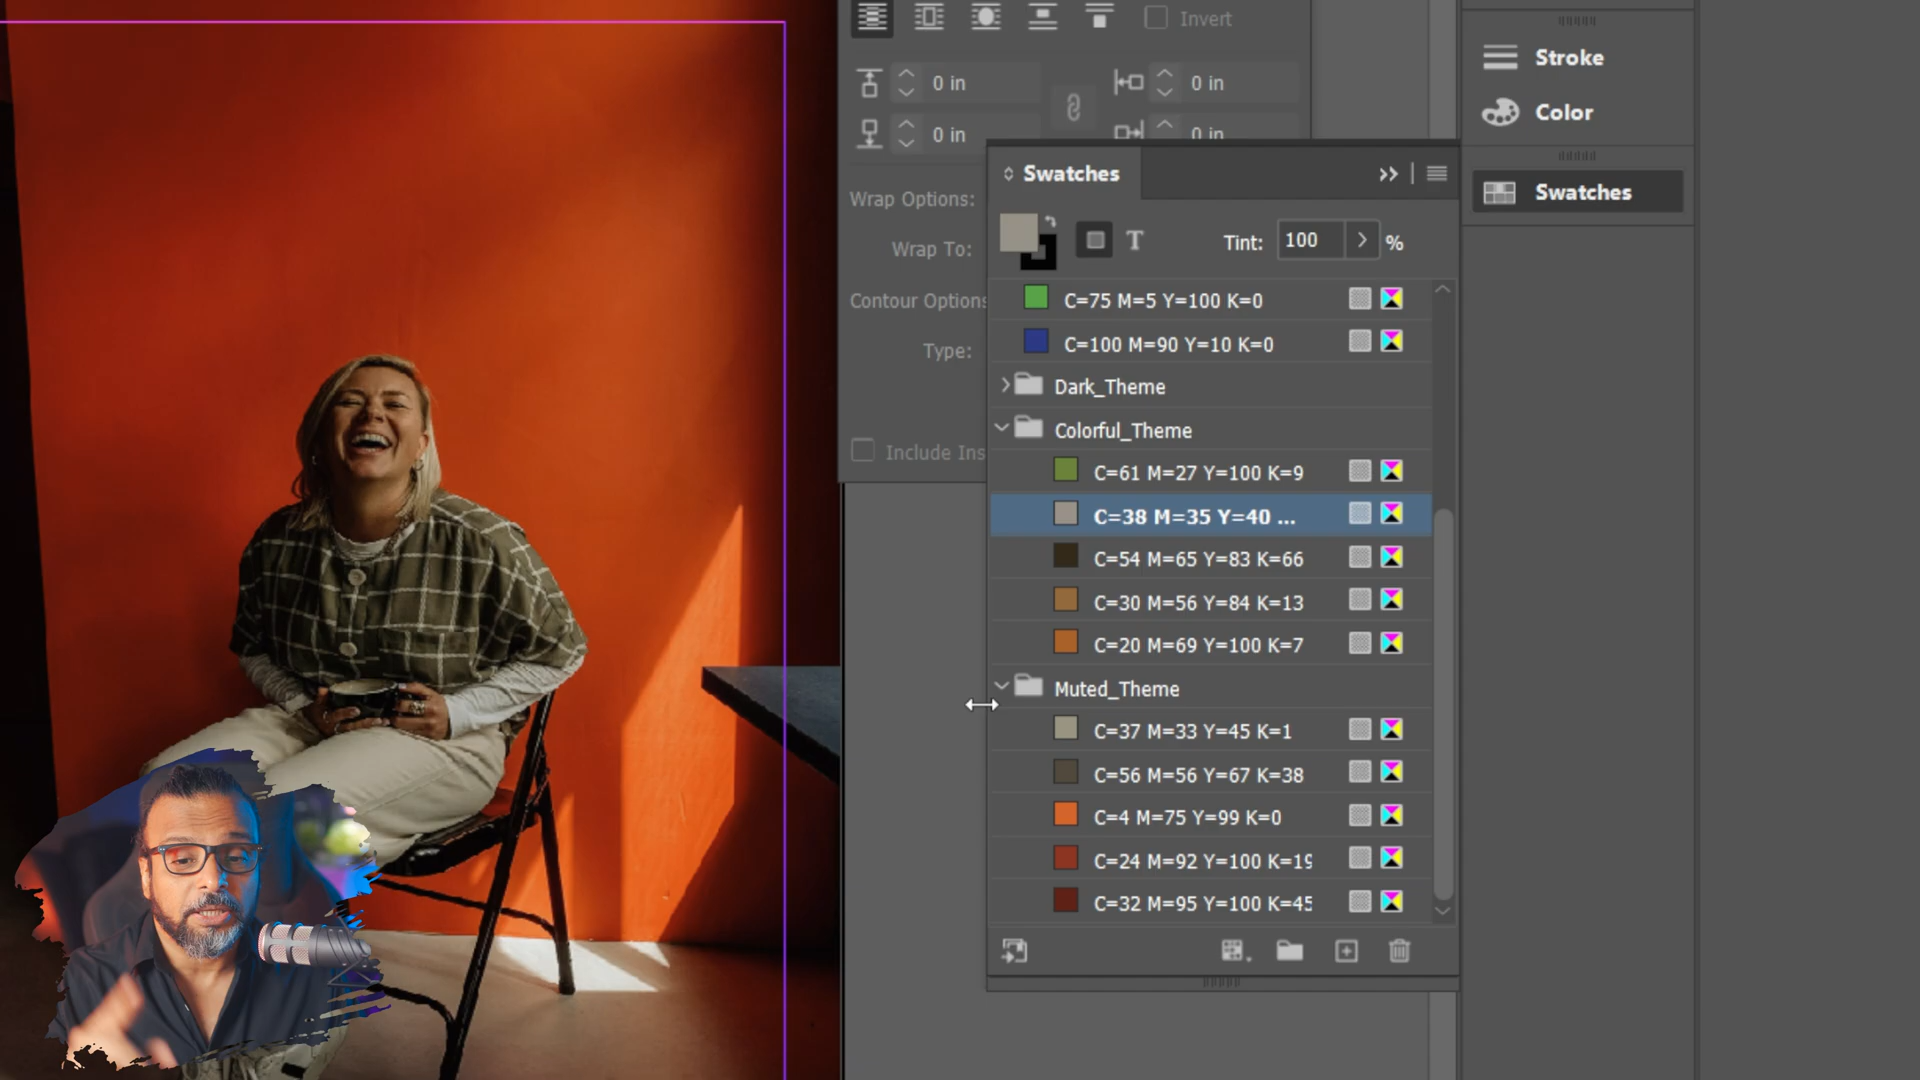 Invert
0 in
0 in
0 in
0 in
Wrap Options:
Wrap To:
Contour Options
Type:
Include Ins
Swatches
T
Tint: 100 %
C=75 M=5 Y=100 K=0
C=100 M=90 Y=10 K=0
Dark_Theme
Colorful_Theme
C=61 M=27 Y=100 K=9
C=38 M=35 Y=40 ...
C=54 M=65 Y=83 K=66
C=30 M=56 Y=84 K=13
C=20 M=69 Y=100 K=7
Muted_Theme
C=37 M=33 Y=45 K=1
C=56 M=56 Y=67 K=38
C=4 M=75 Y=99 K=0
C=24 M=92 Y=100 K=19
C=32 M=95 Y=100 K=45
Stroke
Color
Swatches